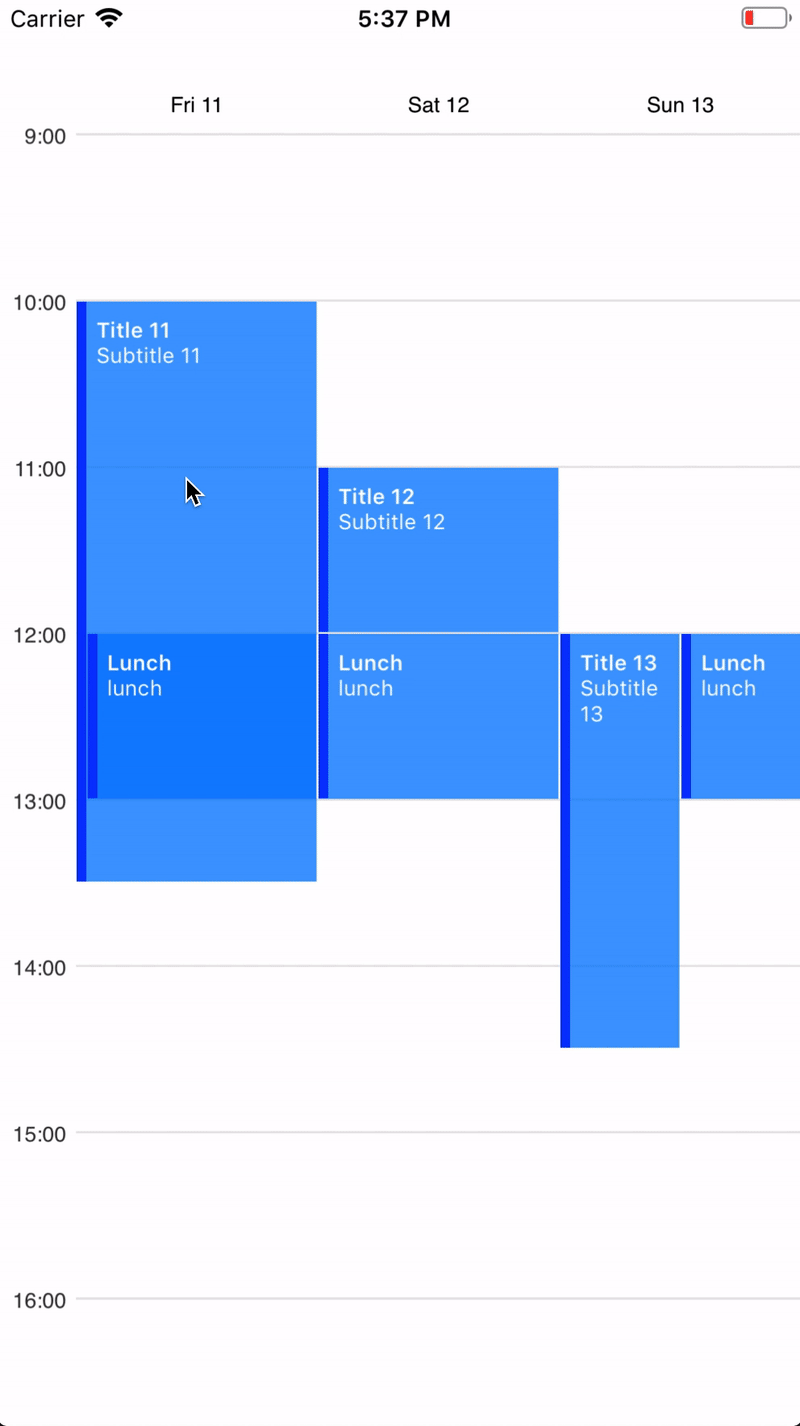 Carrier 5:37 PM
Fri 11 Sat 12 Sun 13
9:00
10:00
Title 11
Subtitle 11
11:00
Title 12
Subtitle 12
12:00
Lunch
lunch
Lunch
lunch
Title 13
Subtitle
13
Lunch
lunch
13:00
14:00
15:00
16:00